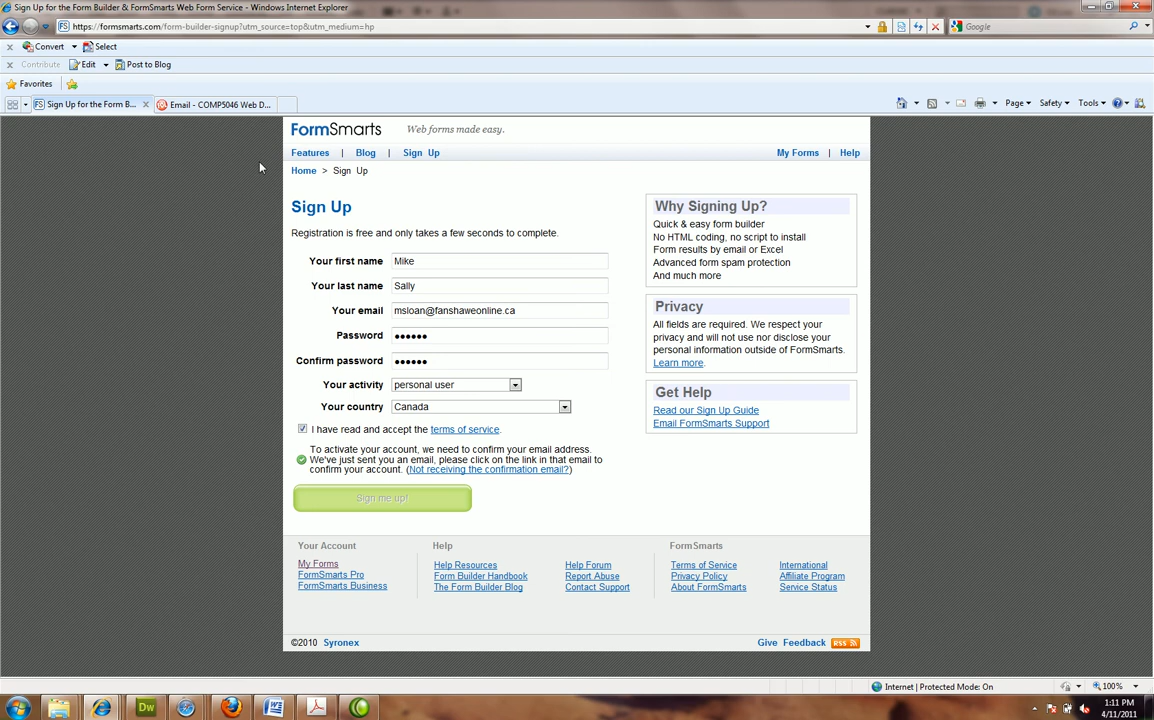 Sign Up for the Form Builder & FormSmarts Web Form Service - Windows Internet Explorer
FS https://formsmarts.com/form-builder-signup?utm_source=top&utm_medium=hp
Google
x Convert Select
x Contribute Edit Post to Blog
Favorites
FS Sign Up for the Form B... x Email - COMP5046 Web D...
Page Safety Tools
FormSmarts Web forms made easy.
Features | Blog | Sign Up My Forms | Help
Home > Sign Up
Sign Up
Registration is free and only takes a few seconds to complete.
Your first name Mike
Your last name Sally
Your email msloan@fanshaweonline.ca
Password ●●●●●●
Confirm password ●●●●●●
Your activity personal user
Your country Canada
I have read and accept the terms of service.
To activate your account, we need to confirm your email address.
We've just sent you an email, please click on the link in that email to
confirm your account. (Not receiving the confirmation email?)
Sign me up!
Why Signing Up?
Quick & easy form builder
No HTML coding, no script to install
Form results by email or Excel
Advanced form spam protection
And much more
Privacy
All fields are required. We respect your
privacy and will not use nor disclose your
personal information outside of FormSmarts.
Learn more.
Get Help
Read our Sign Up Guide
Email FormSmarts Support
Your Account
My Forms
FormSmarts Pro
FormSmarts Business
Help
Help Resources
Form Builder Handbook
The Form Builder Blog
Help Forum
Report Abuse
Contact Support
FormSmarts
Terms of Service
Privacy Policy
About FormSmarts
International
Affiliate Program
Service Status
©2010 Syronex Give Feedback RSS
Internet | Protected Mode: On 100%
Dw
1:11 PM
4/11/2011